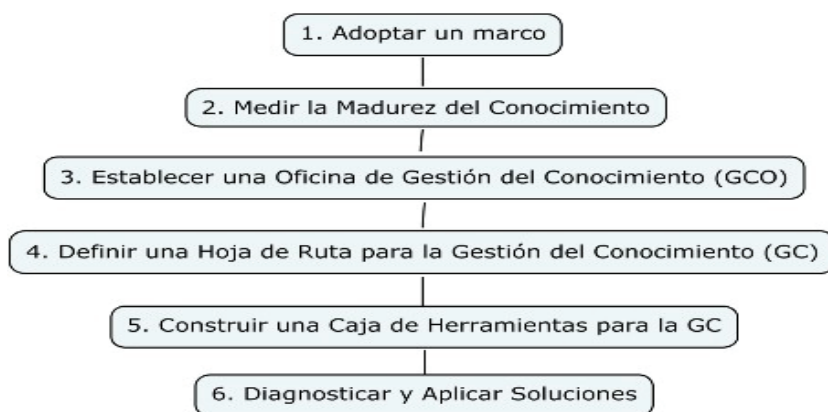 1. Adoptar un marco
2. Medir la Madurez del Conocimiento
3. Establecer una Oficina de Gestión del Conocimiento (GCO)
4. Definir una Hoja de Ruta para la Gestión del Conocimiento (GC)
5. Construir una Caja de Herramientas para la GC
6. Diagnosticar y Aplicar Soluciones